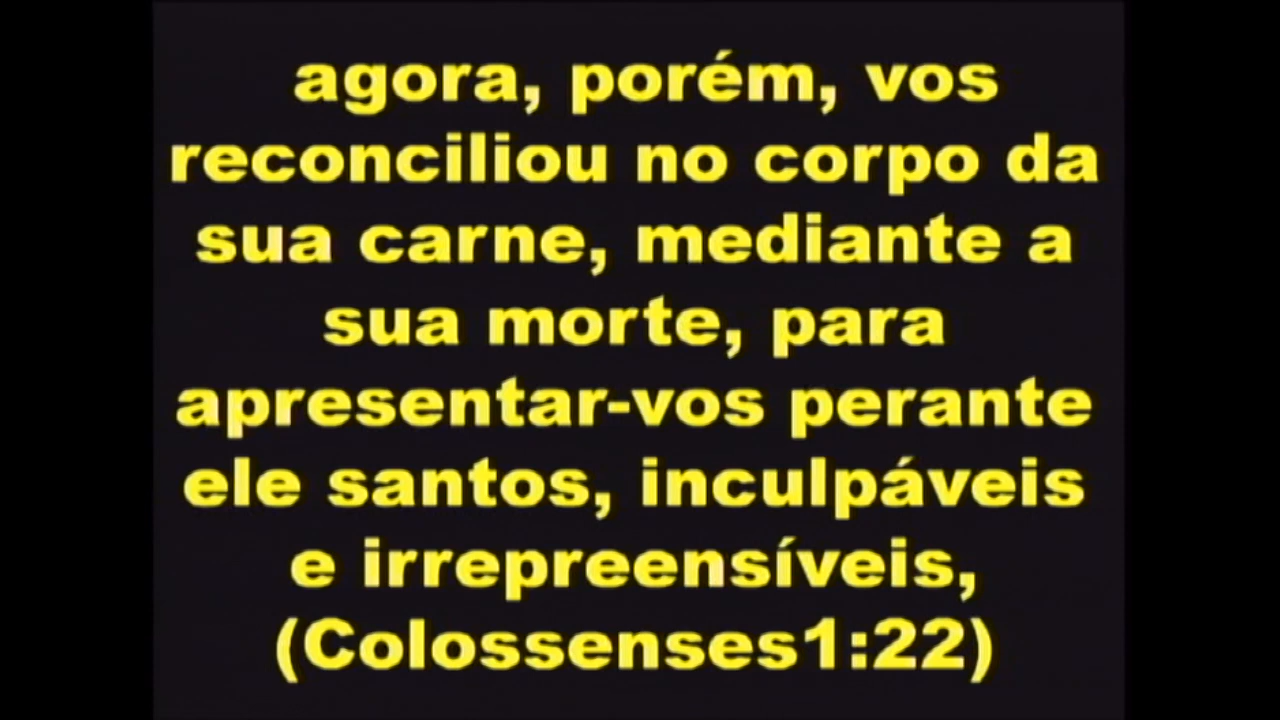 agora, porém, vos
reconciliou no corpo da
sua carne, mediante a
sua morte, para
apresentar-vos perante
ele santos, inculpáveis
e irrepreensíveis,
(Colossenses1:22)